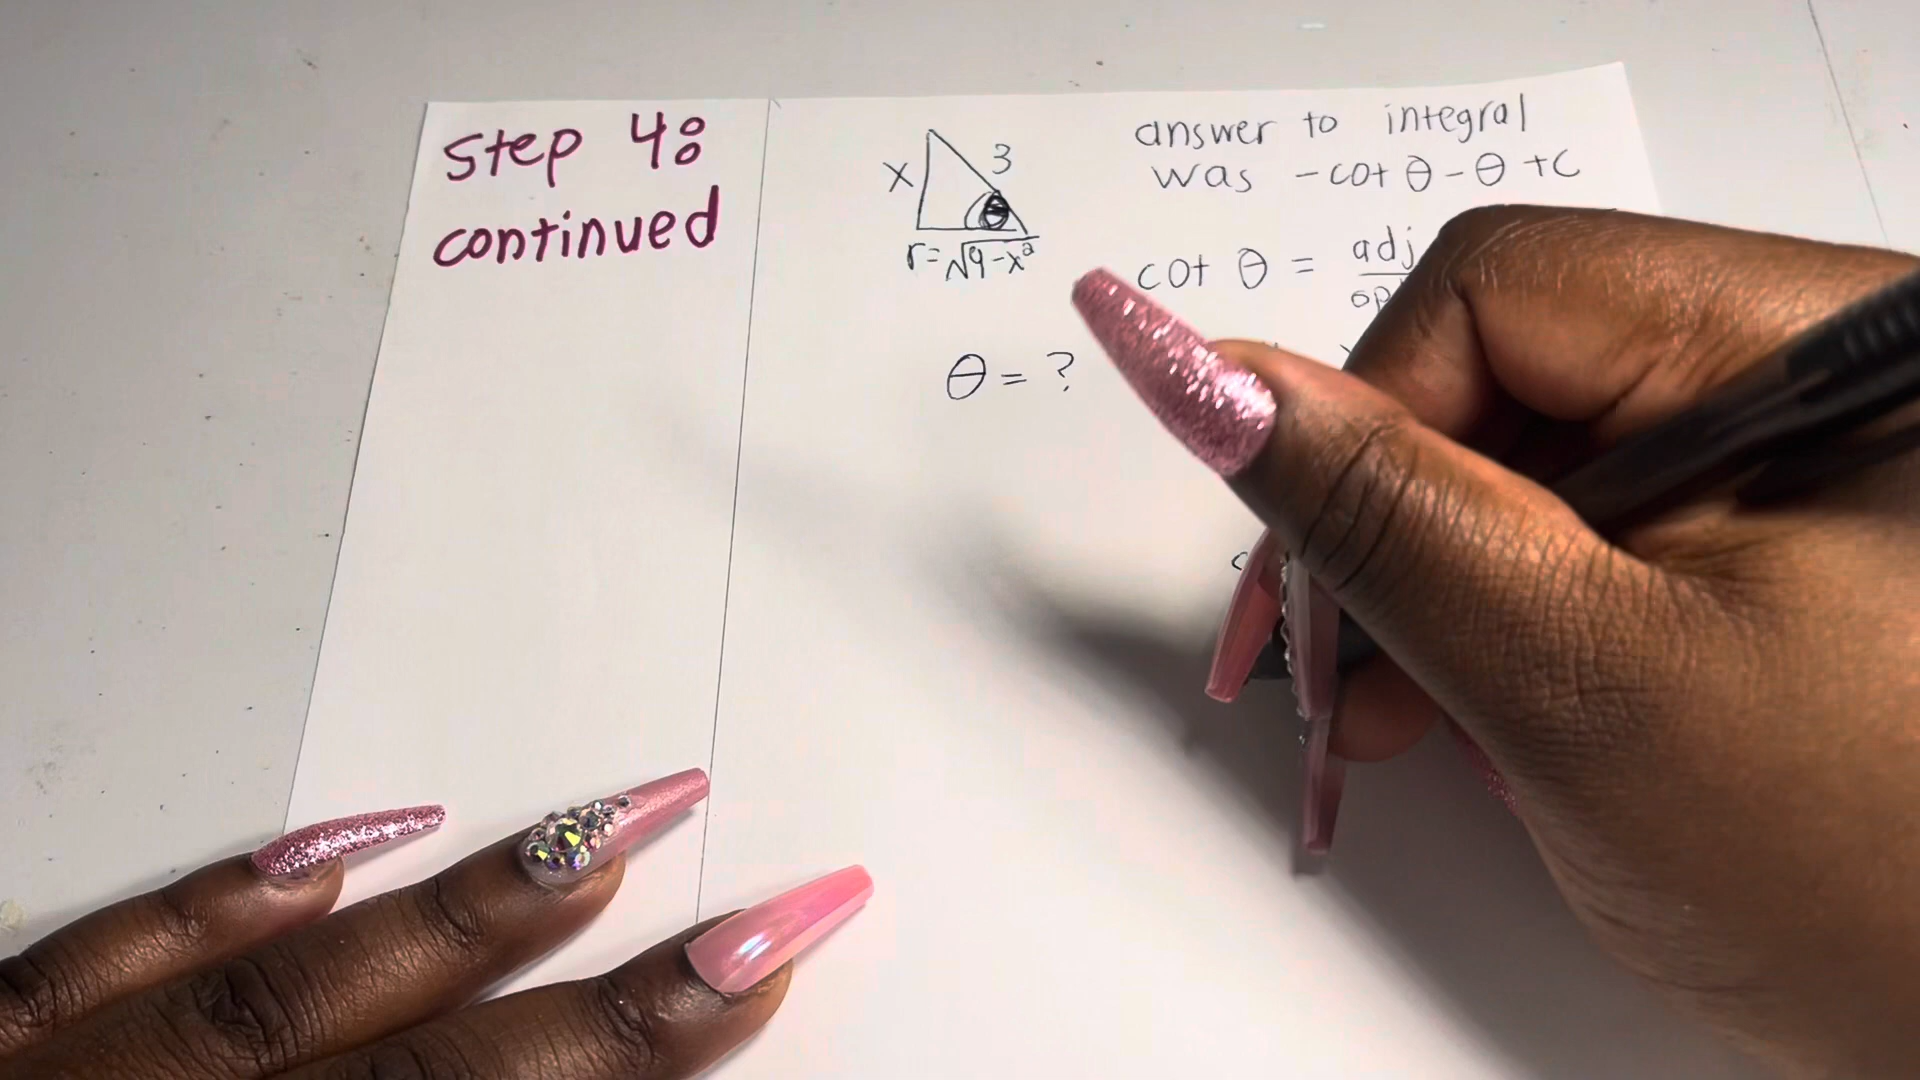 Step 4:
continued
x
3
θ
r=√9-x²
θ = ?
answer to integral
was -cot θ - θ + C
cot θ = adj